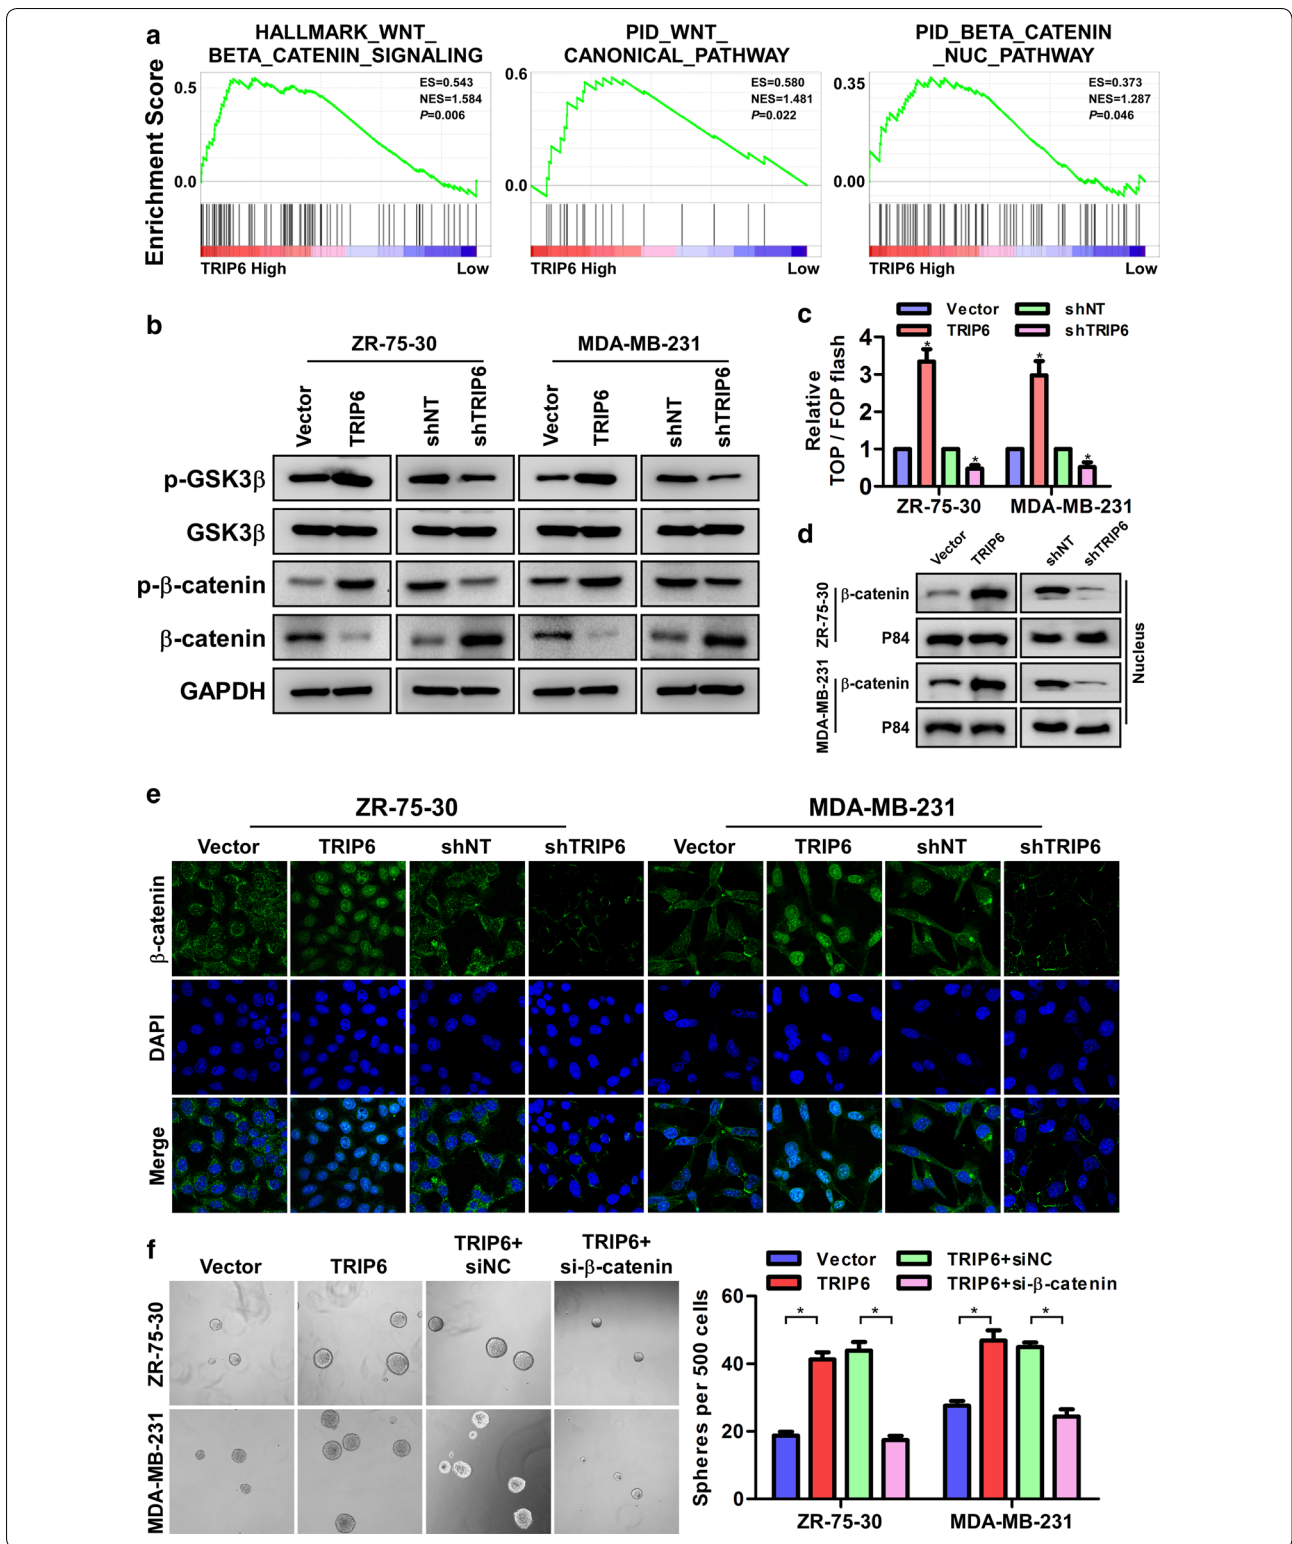 a
HALLMARK_WNT_
BETA_CATENIN_SIGNALING
PID_WNT_
CANONICAL_PATHWAY
PID_BETA_CATENIN
_NUC_PATHWAY
Enrichment Score
0.5
0.0
ES=0.543
NES=1.584
P=0.006
TRIP6 High
Low
0.6
0.0
ES=0.580
NES=1.481
P=0.022
TRIP6 High
Low
0.35
0.00
ES=0.373
NES=1.287
P=0.046
TRIP6 High
Low
b
ZR-75-30
MDA-MB-231
Vector
TRIP6
shNT
shTRIP6
Vector
TRIP6
shNT
shTRIP6
p-GSK3β
GSK3β
p-β-catenin
β-catenin
GAPDH
c
Vector
shNT
TRIP6
shTRIP6
Relative
TOP / FOP flash
4
3
2
1
0
*
*
*
*
ZR-75-30
MDA-MB-231
d
Vector
TRIP6
shNT
shTRIP6
ZR-75-30
β-catenin
P84
MDA-MB-231
β-catenin
P84
Nucleus
e
ZR-75-30
MDA-MB-231
Vector
TRIP6
shNT
shTRIP6
Vector
TRIP6
shNT
shTRIP6
β-catenin
DAPI
Merge
f
Vector
TRIP6
TRIP6+
siNC
TRIP6+
si-β-catenin
ZR-75-30
MDA-MB-231
Vector
TRIP6+siNC
TRIP6
TRIP6+si-β-catenin
Spheres per 500 cells
60
40
20
0
*
*
*
*
ZR-75-30
MDA-MB-231